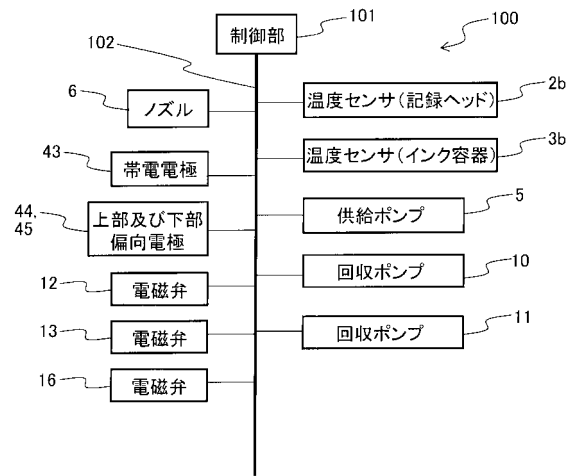 101
制御部
100
102
6
ノズル
2b
温度センサ(記録ヘッド)
43
帯電電極
3b
温度センサ(インク容器)
44,
45
上部及び下部
偏向電極
5
供給ポンプ
12
電磁弁
10
回収ポンプ
13
電磁弁
11
回収ポンプ
16
電磁弁